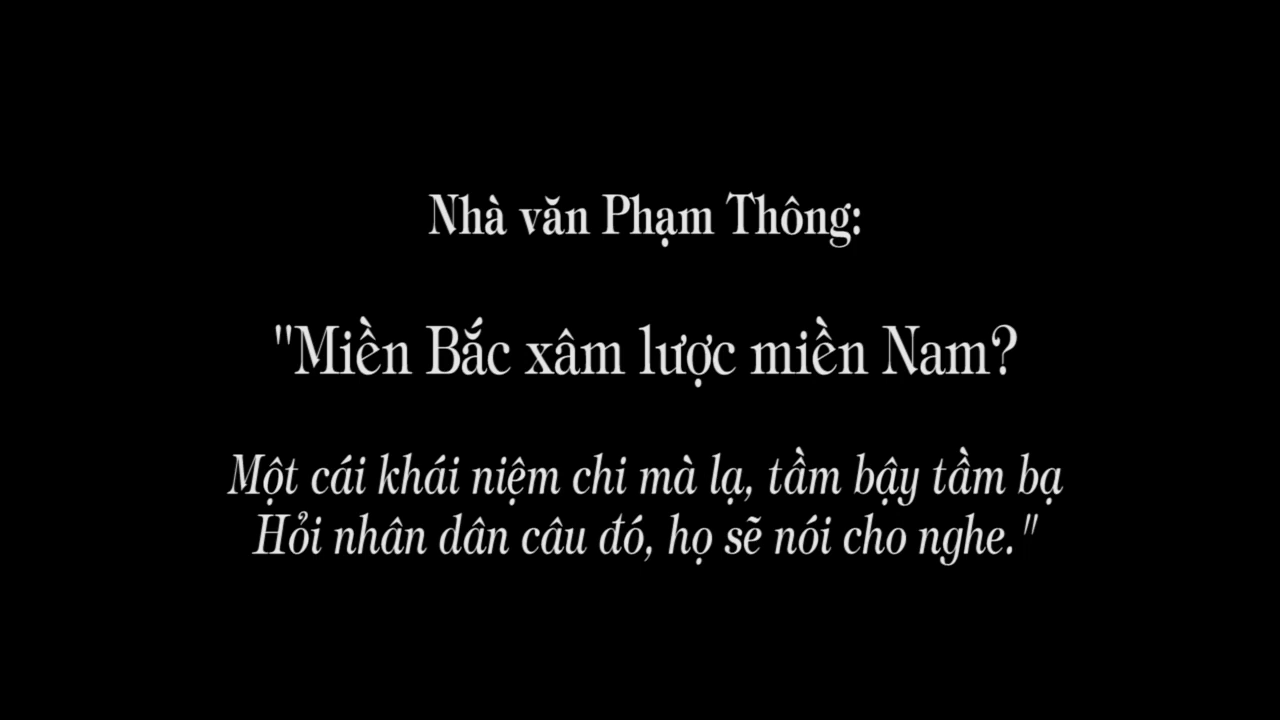 Nhà văn Phạm Thông:
"Miền Bắc xâm lược miền Nam?
Một cái khái niệm chi mà lạ, tầm bậy tầm bạ
Hỏi nhân dân câu đó, họ sẽ nói cho nghe."